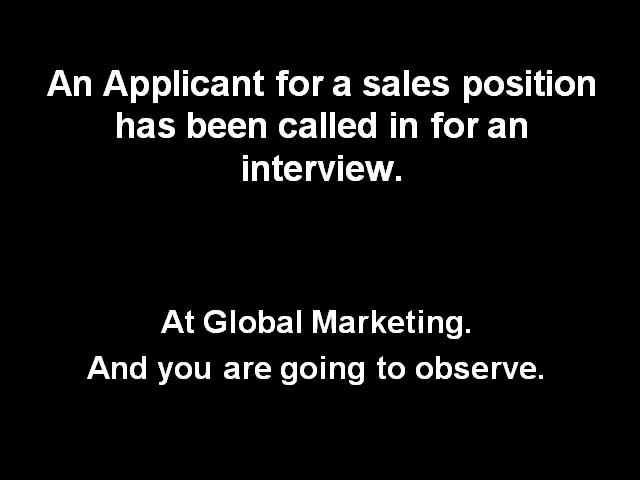 An Applicant for a sales position
has been called in for an
interview.
At Global Marketing.
And you are going to observe.